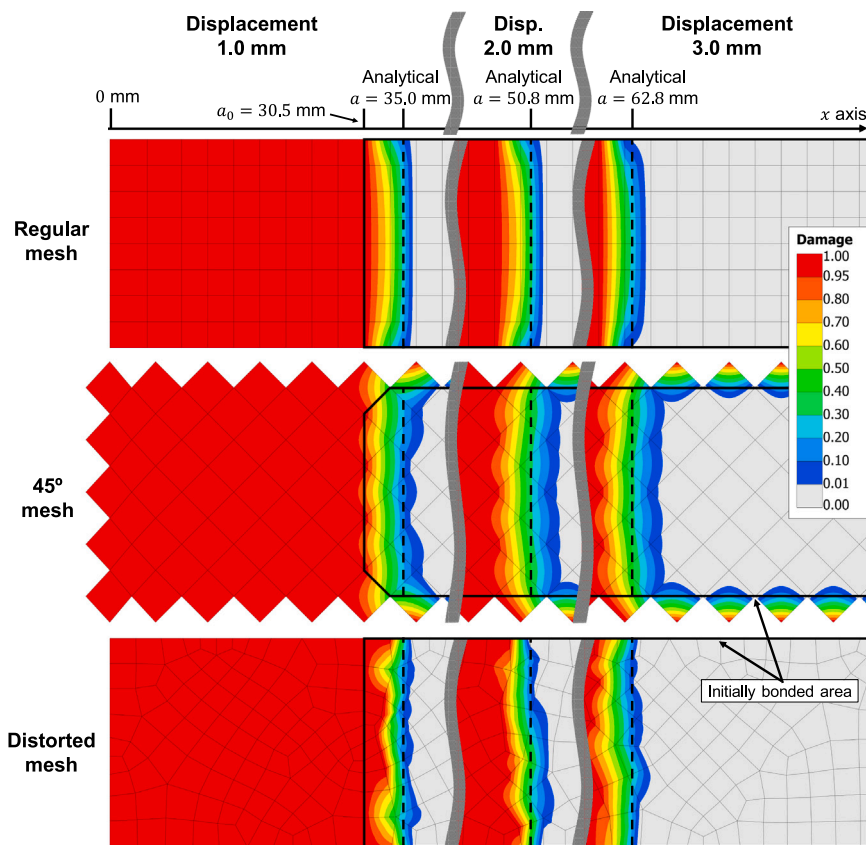 Displacement
1.0 mm
Disp.
2.0 mm
Displacement
3.0 mm
Analytical
Analytical
Analytical
0 mm
a₀ = 30.5 mm
a = 35.0 mm
a = 50.8 mm
a = 62.8 mm
x axis
Regular
mesh
Damage
1.00
0.95
0.80
0.70
0.60
0.50
0.40
0.30
0.20
0.10
0.01
0.00
45º
mesh
Initially bonded area
Distorted
mesh